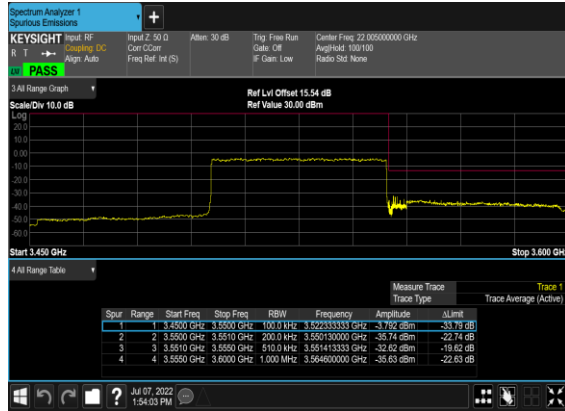 Spectrum Analyzer 1
Spurious Emissions
+
KEYSIGHT Input: RF Input Z: 50 Ω Atten: 30 dB Trig: Free Run Center Freq: 22.005000000 GHz
R T Coupling: DC Corr CCorr Gate: Off Avg|Hold: 100/100
Align: Auto Freq Ref: Int (S) IF Gain: Low Radio Std: None
PASS
3 All Range Graph
Ref Lvl Offset 15.54 dB
Scale/Div 10.0 dB Ref Value 30.00 dBm
Log
20.0
10.0
0.00
-10.0
-20.0
-30.0
-40.0
-50.0
-60.0
Start 3.450 GHz Stop 3.600 GHz
4 All Range Table
Measure Trace Trace 1
Trace Type Trace Average (Active)
Spur Range Start Freq Stop Freq RBW Frequency Amplitude ΔLimit
1 1 3.4500 GHz 3.5500 GHz 100.0 kHz 3.522333333 GHz -3.792 dBm -33.79 dB
2 2 3.5500 GHz 3.5510 GHz 200.0 kHz 3.550130000 GHz -35.74 dBm -22.74 dB
3 3 3.5510 GHz 3.5550 GHz 510.0 kHz 3.551413333 GHz -32.62 dBm -19.62 dB
4 4 3.5550 GHz 3.6000 GHz 1.000 MHz 3.564600000 GHz -35.63 dBm -22.63 dB
? Jul 07, 2022
1:54:03 PM